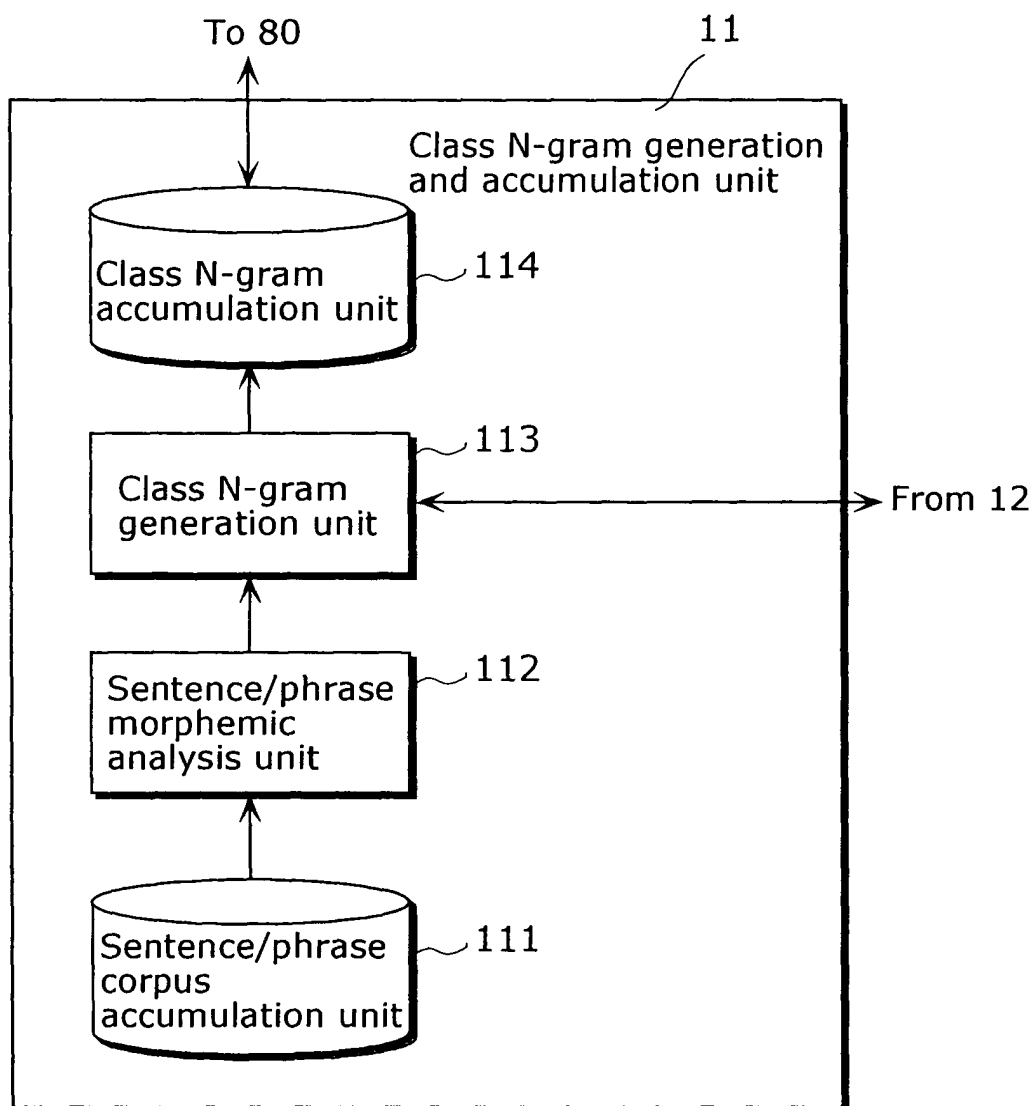 To 80
11
Class N-gram generation
and accumulation unit
Class N-gram
accumulation unit
114
Class N-gram
generation unit
113
From 12
Sentence/phrase
morphemic
analysis unit
112
Sentence/phrase
corpus
accumulation unit
111